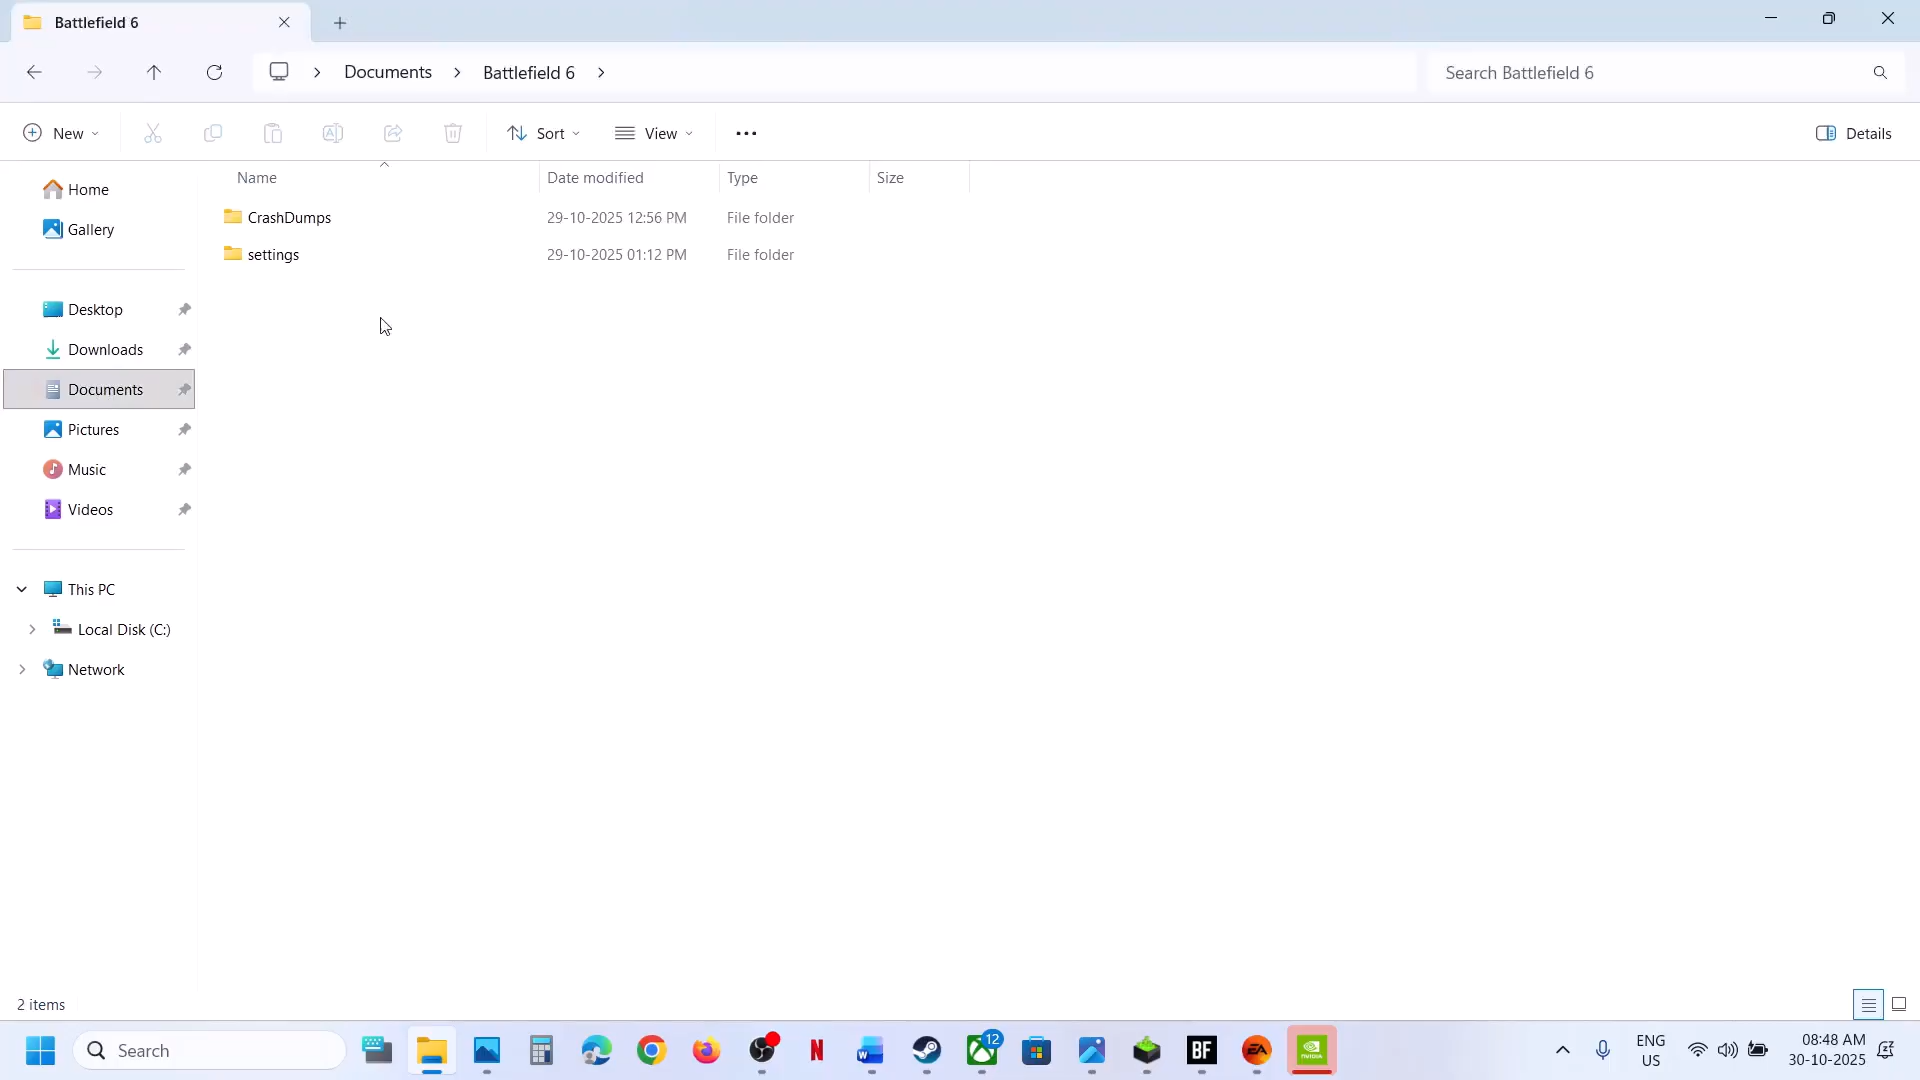 Battlefield 6
Documents
Battlefield 6
Search Battlefield 6
New
Sort
View
Details
Name
Date modified
Type
Size
CrashDumps
29-10-2025 12:56 PM
File folder
settings
29-10-2025 01:12 PM
File folder
Home
Gallery
Desktop
Downloads
Documents
Pictures
Music
Videos
This PC
Local Disk (C:)
Network
2 items
Search
N
W
12
BF
EA
NVIDIA
ENG
US
08:48 AM
30-10-2025